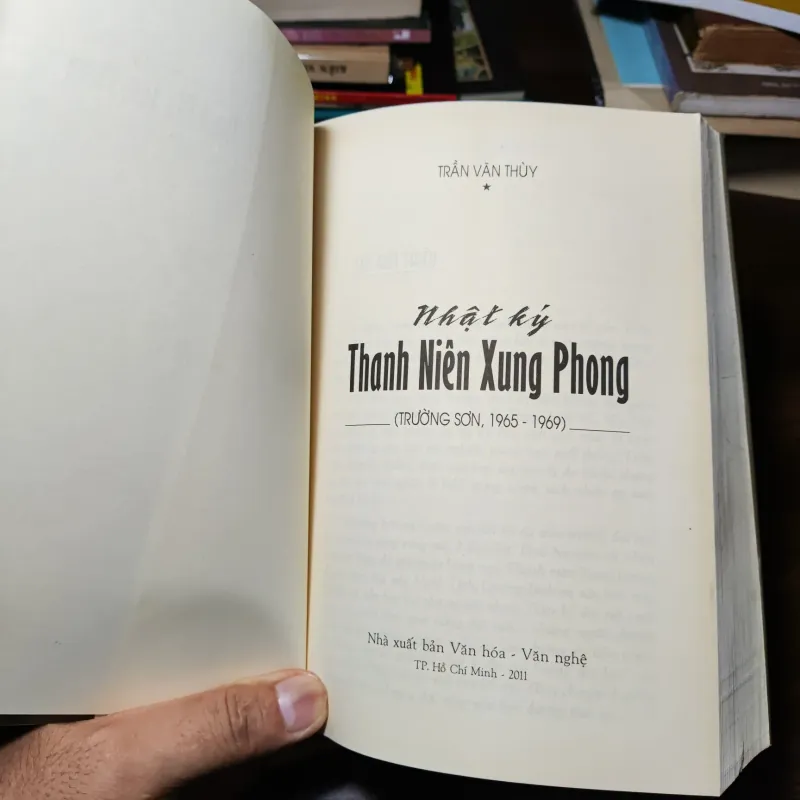 TRẦN VĂN THÙY
★
Nhật ký
Thanh Niên Xung Phong
(TRƯỜNG SƠN, 1965 - 1969)
Nhà xuất bản Văn hóa - Văn nghệ
TP. Hồ Chí Minh - 2011